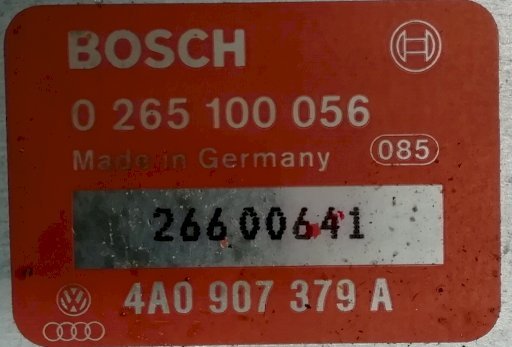 BOSCH
0 265 100 056
Made in Germany 085
26600641
4A0 907 379 A